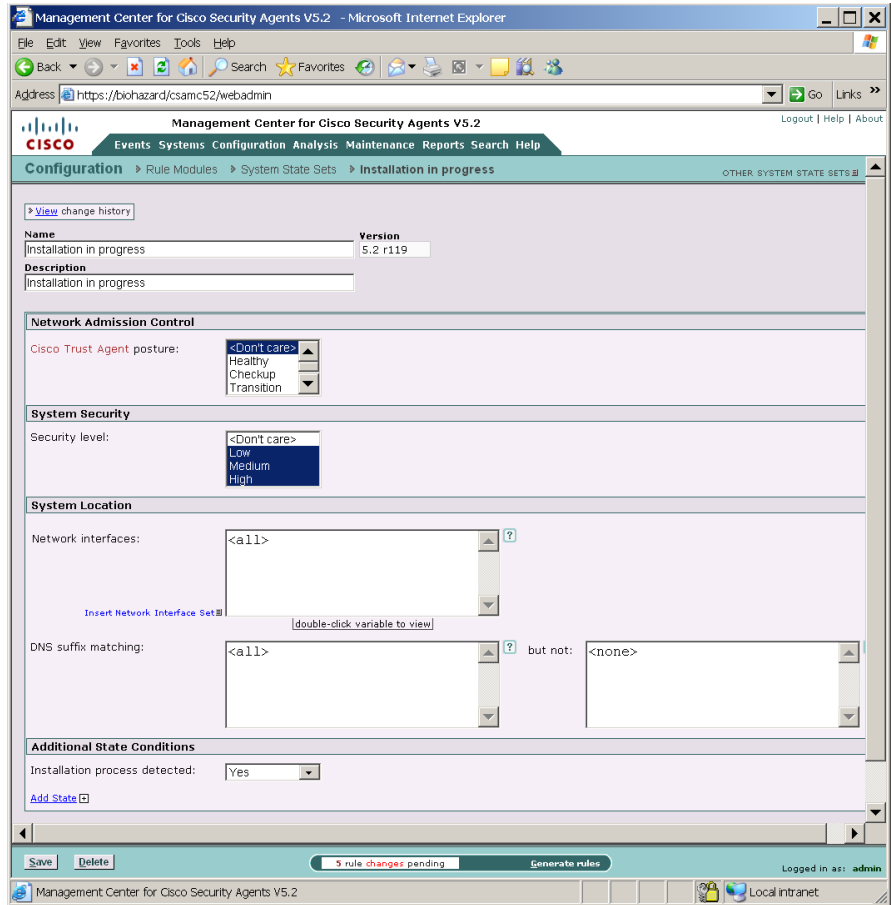 Management Center for Cisco Security Agents V5.2 - Microsoft Internet Explorer
File Edit View Favorites Tools Help
Back Search Favorites
Address https://biohazard/csamc52/webadmin Go Links »
Management Center for Cisco Security Agents V5.2 Logout | Help | About
CISCO Events Systems Configuration Analysis Maintenance Reports Search Help
Configuration Rule Modules System State Sets Installation in progress OTHER SYSTEM STATE SETS
View change history
Name Version
Installation in progress 5.2 r119
Description
Installation in progress
Network Admission Control
Cisco Trust Agent posture: <Don't care>
Healthy
Checkup
Transition
System Security
Security level: <Don't care>
Low
Medium
High
System Location
Network interfaces: <all> ?
Insert Network Interface Set
double-click variable to view
DNS suffix matching: <all> ? but not: <none>
Additional State Conditions
Installation process detected: Yes
Add State
Save Delete 5 rule changes pending Generate rules Logged in as: admin
Management Center for Cisco Security Agents V5.2 Local intranet